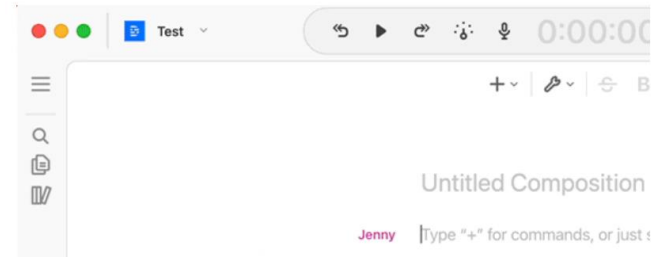 Test
0:00:00
B
Untitled Composition
Jenny Type “+” for commands, or just